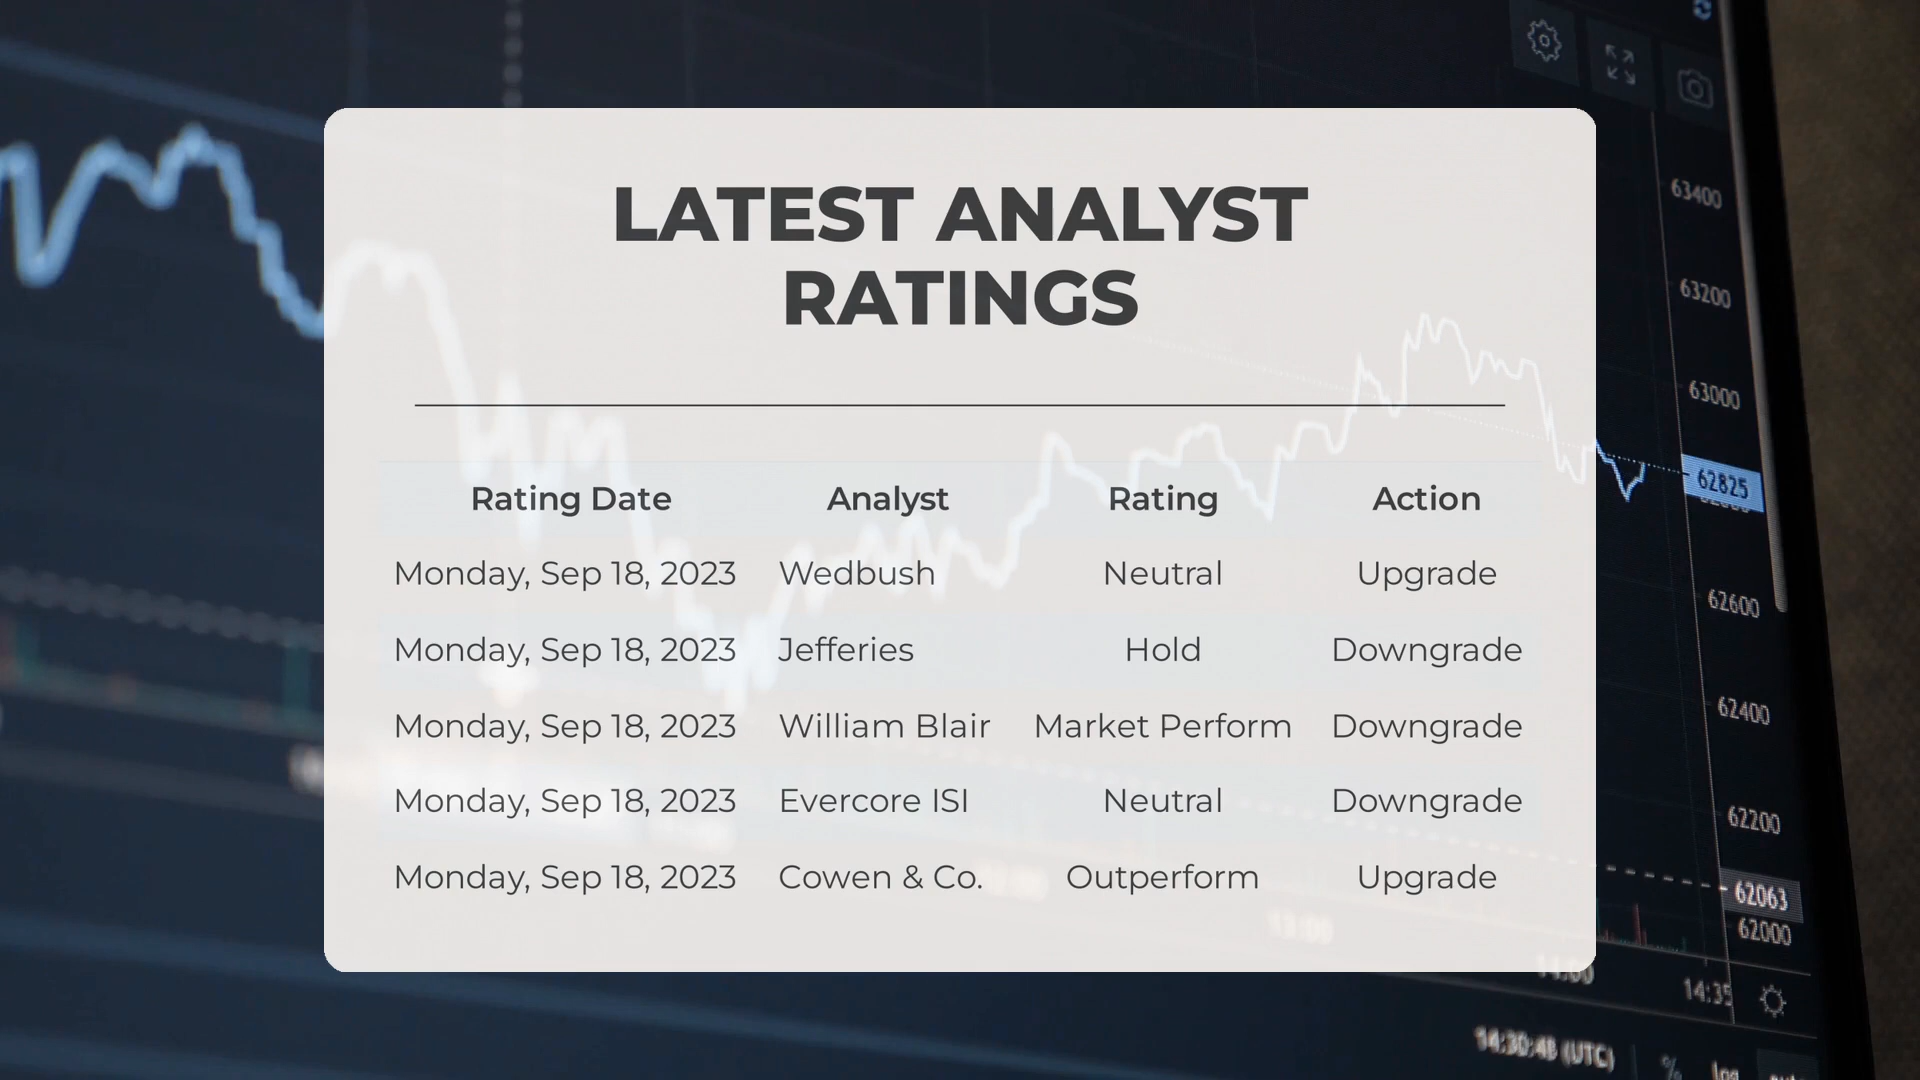 LATEST ANALYST
RATINGS
Rating Date Analyst Rating Action
Monday, Sep 18, 2023 Wedbush Neutral Upgrade
Monday, Sep 18, 2023 Jefferies Hold Downgrade
Monday, Sep 18, 2023 William Blair Market Perform Downgrade
Monday, Sep 18, 2023 Evercore ISI Neutral Downgrade
Monday, Sep 18, 2023 Cowen & Co. Outperform Upgrade
63400
63200
63000
62825
62600
62400
62200
62063
62000
14:00
14:35
14:30:48 (UTC)
%
log